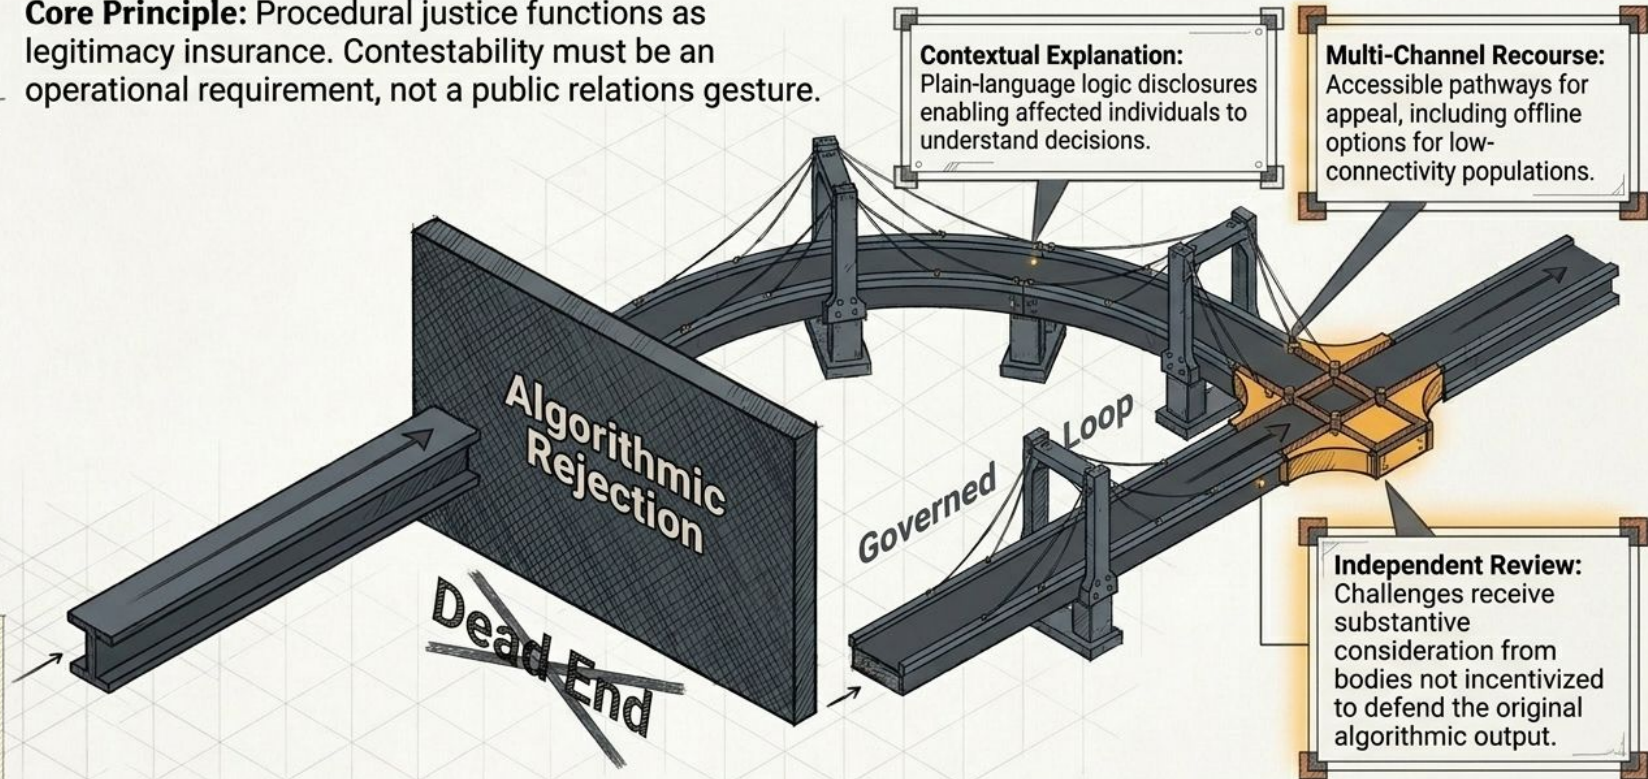 Core Principle: Procedural justice functions as
legitimacy insurance. Contestability must be an
operational requirement, not a public relations gesture.
Contextual Explanation:
Plain-language logic disclosures
enabling affected individuals to
understand decisions.
Multi-Channel Recourse:
Accessible pathways for
appeal, including offline
options for low-
connectivity populations.
Algorithmic
Rejection
Dead End
Governed Loop
Independent Review:
Challenges receive
substantive
consideration from
bodies not incentivized
to defend the original
algorithmic output.